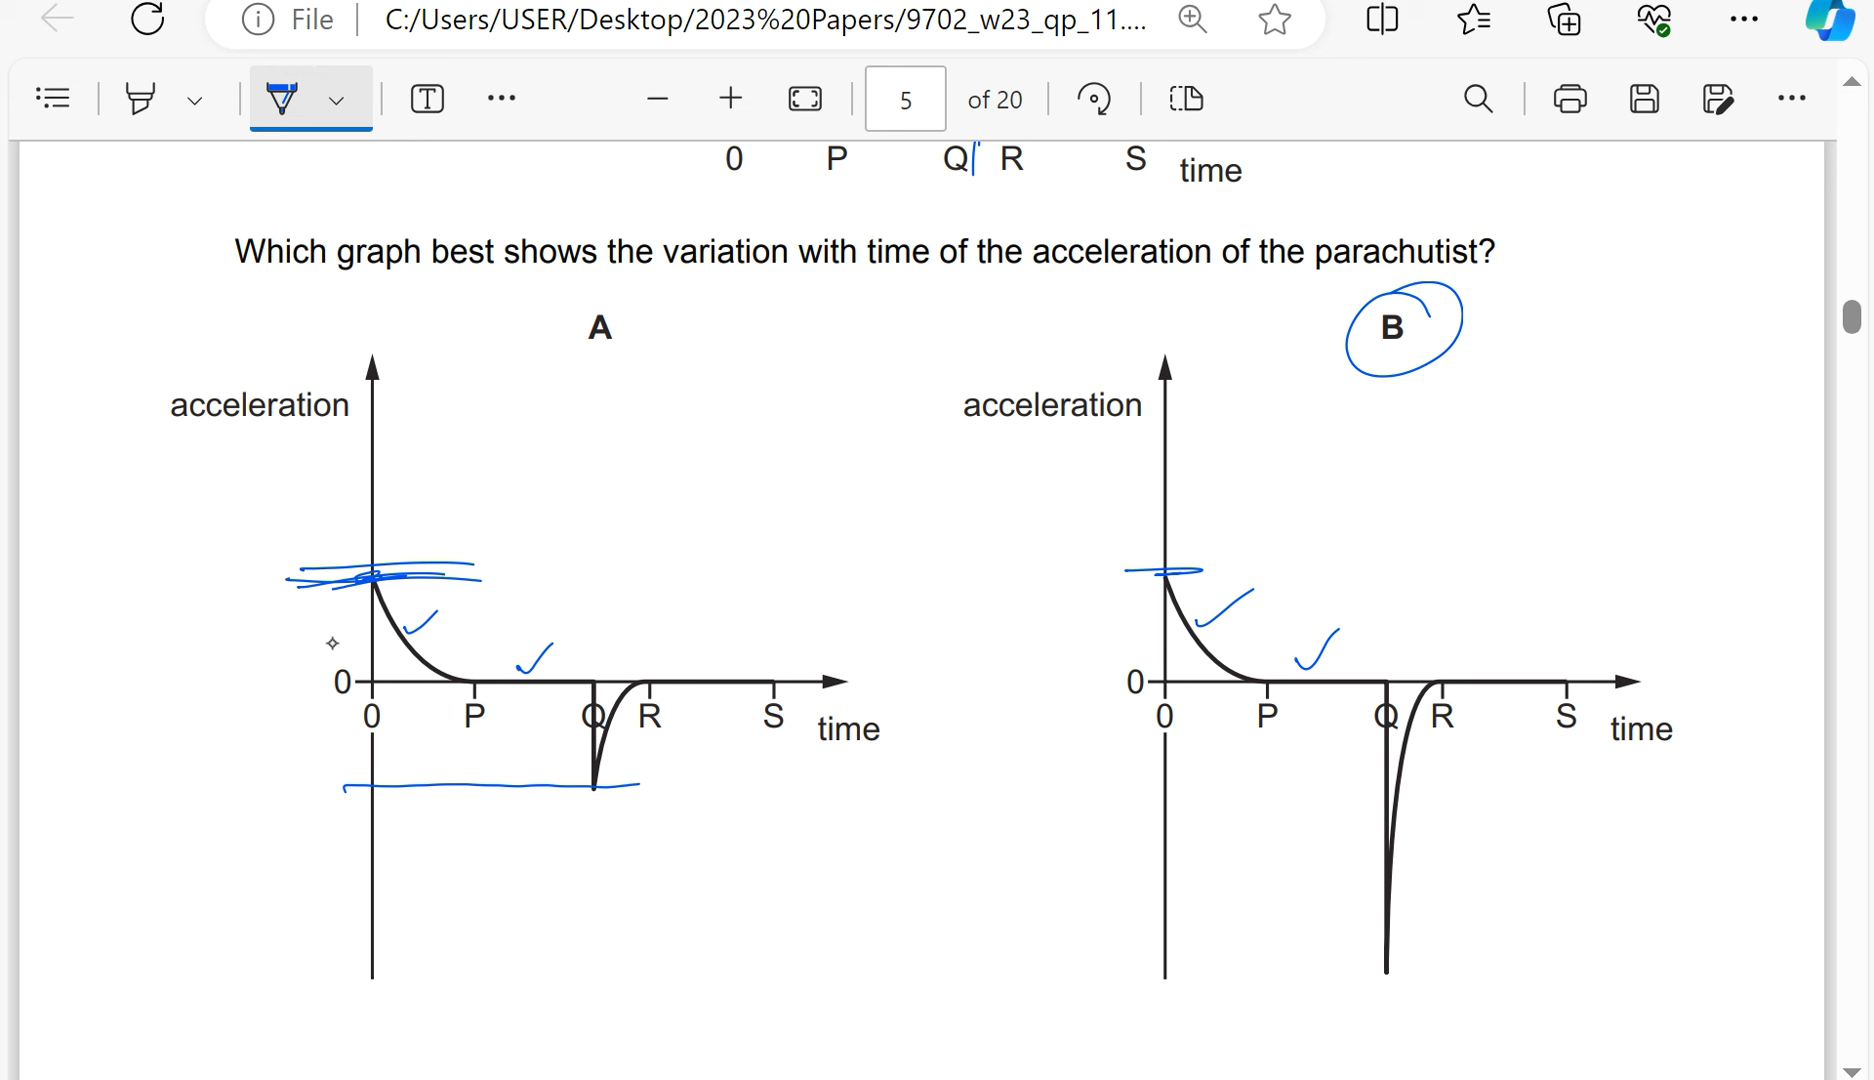 File C:/Users/USER/Desktop/2023%20Papers/9702_w23_qp_11....
5 of 20
0 P Q R S time
Which graph best shows the variation with time of the acceleration of the parachutist?
A
B
acceleration
0
0 P Q R S time
acceleration
0
0 P Q R S time